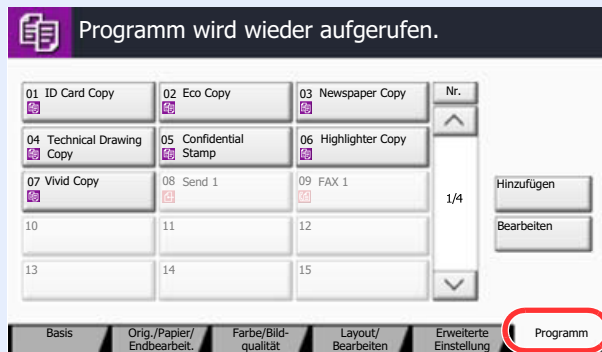 Programm wird wieder aufgerufen.
01 ID Card Copy
02 Eco Copy
03 Newspaper Copy
Nr.
04 Technical Drawing
Copy
05 Confidential
Stamp
06 Highlighter Copy
07 Vivid Copy
08 Send 1
09 FAX 1
1/4
Hinzufügen
10
11
12
Bearbeiten
13
14
15
Basis
Orig./Papier/
Endbearbeit.
Farbe/Bild-
qualität
Layout/
Bearbeiten
Erweiterte
Einstellung
Programm